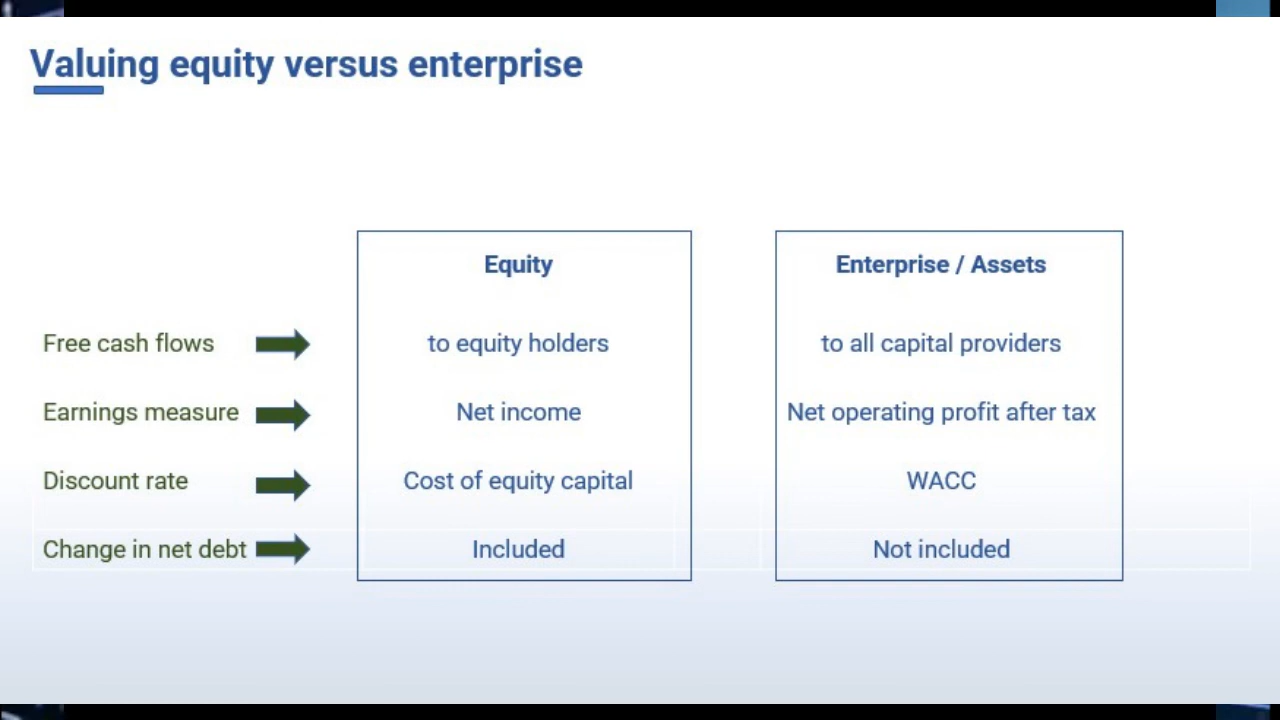 Valuing equity versus enterprise
Equity
Enterprise / Assets
Free cash flows
to equity holders
to all capital providers
Earnings measure
Net income
Net operating profit after tax
Discount rate
Cost of equity capital
WACC
Change in net debt
Included
Not included